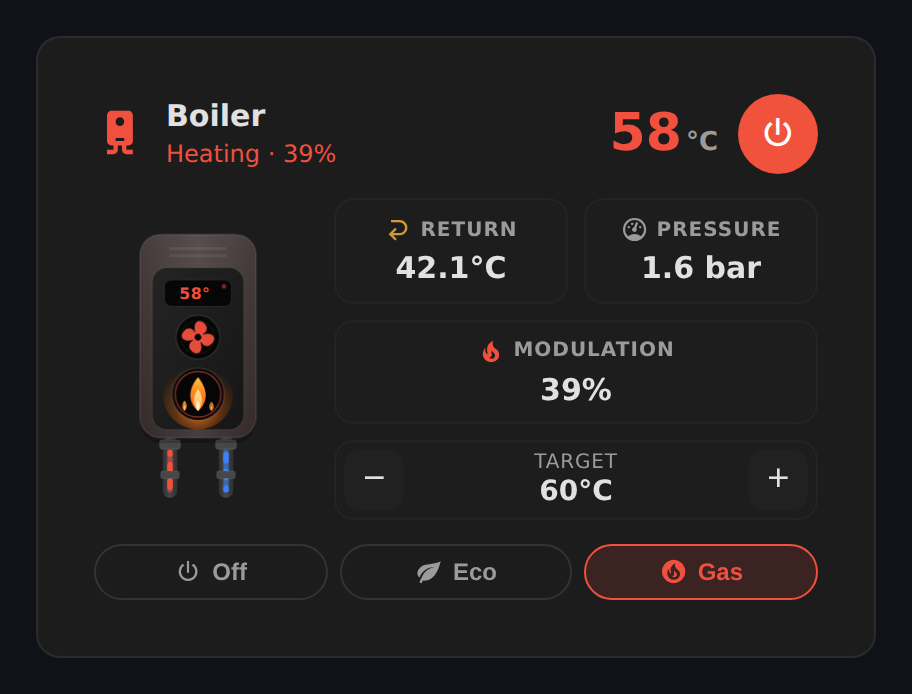 Boiler
Heating · 39%
58 °C
RETURN
42.1°C
PRESSURE
1.6 bar
58°
MODULATION
39%
TARGET
− 60°C +
Off
Eco
Gas